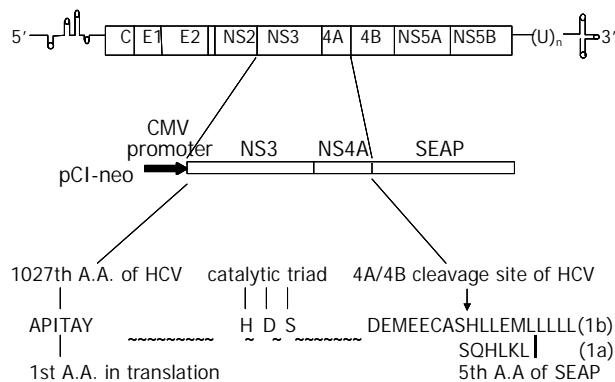 5′ C E1 E2 NS2 NS3 4A 4B NS5A NS5B (U)n 3′
CMV
promoter
NS3 NS4A SEAP
pCI-neo
1027th A.A. of HCV catalytic triad 4A/4B cleavage site of HCV
APITAY H D S DEMEECASHLLEMLLLLL(1b)
SQHLKL (1a)
1st A.A. in translation 5th A.A of SEAP